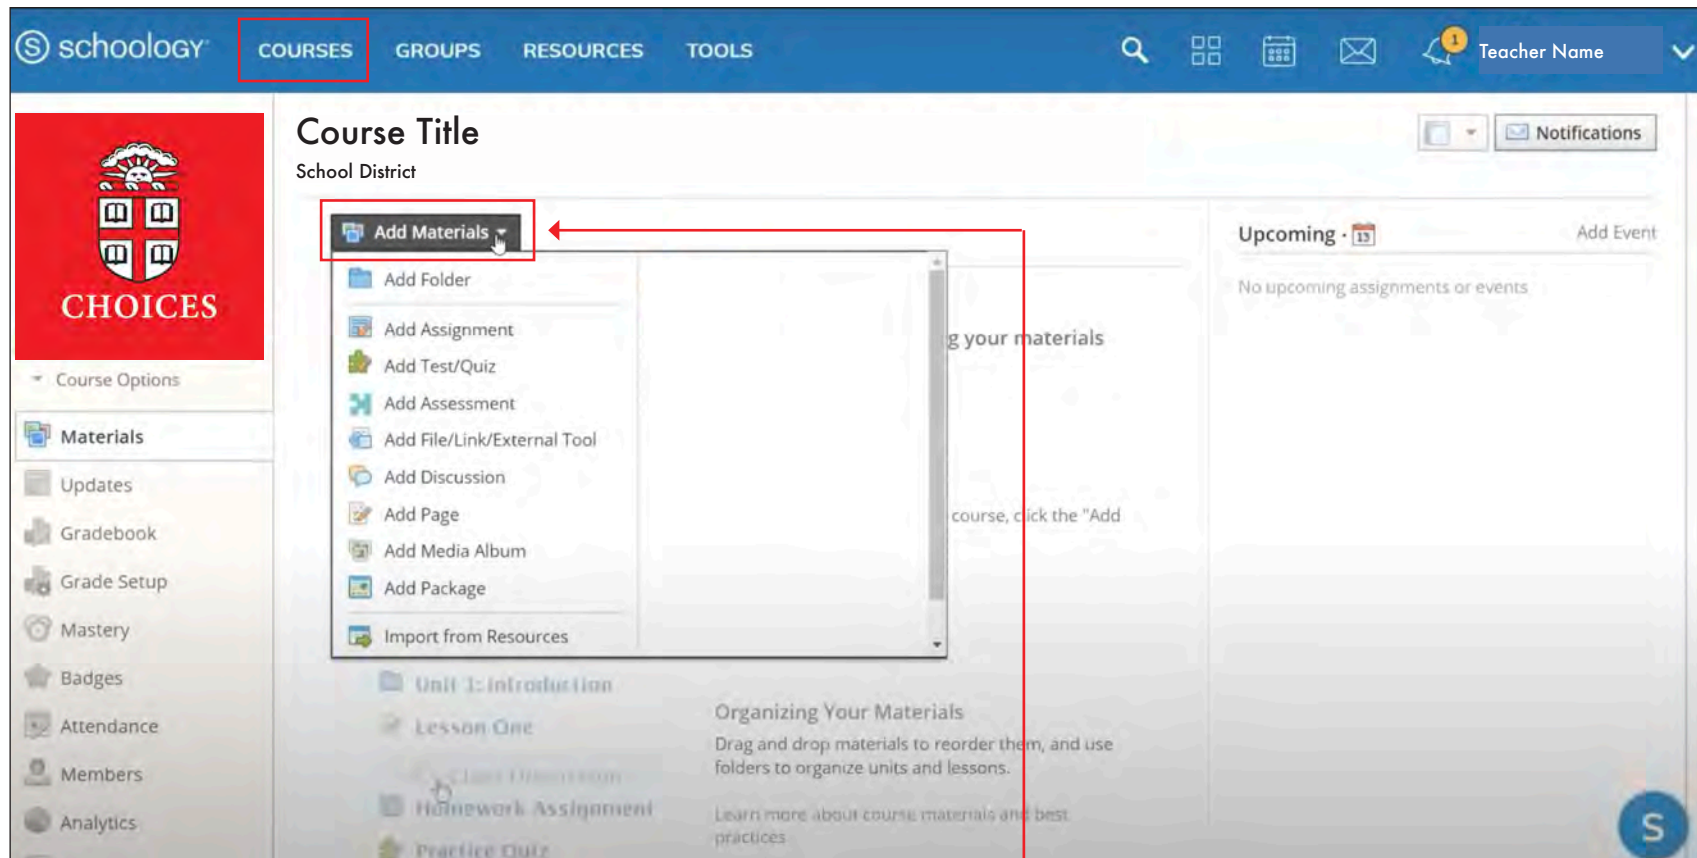 schoology
COURSES
GROUPS
RESOURCES
TOOLS
1
Teacher Name
CHOICES
Course Title
School District
Notifications
Course Options
Materials
Updates
Gradebook
Grade Setup
Mastery
Badges
Attendance
Members
Analytics
Add Materials
Add Folder
Add Assignment
Add Test/Quiz
Add Assessment
Add File/Link/External Tool
Add Discussion
Add Page
Add Media Album
Add Package
Import from Resources
g your materials
course, click the "Add
Unit 1: Introduction
Lesson One
Class Discussion
Homework Assignment
Practice Quiz
Organizing Your Materials
Drag and drop materials to reorder them, and use
folders to organize units and lessons.
Learn more about course materials and best
practices
Upcoming · 13
Add Event
No upcoming assignments or events
S